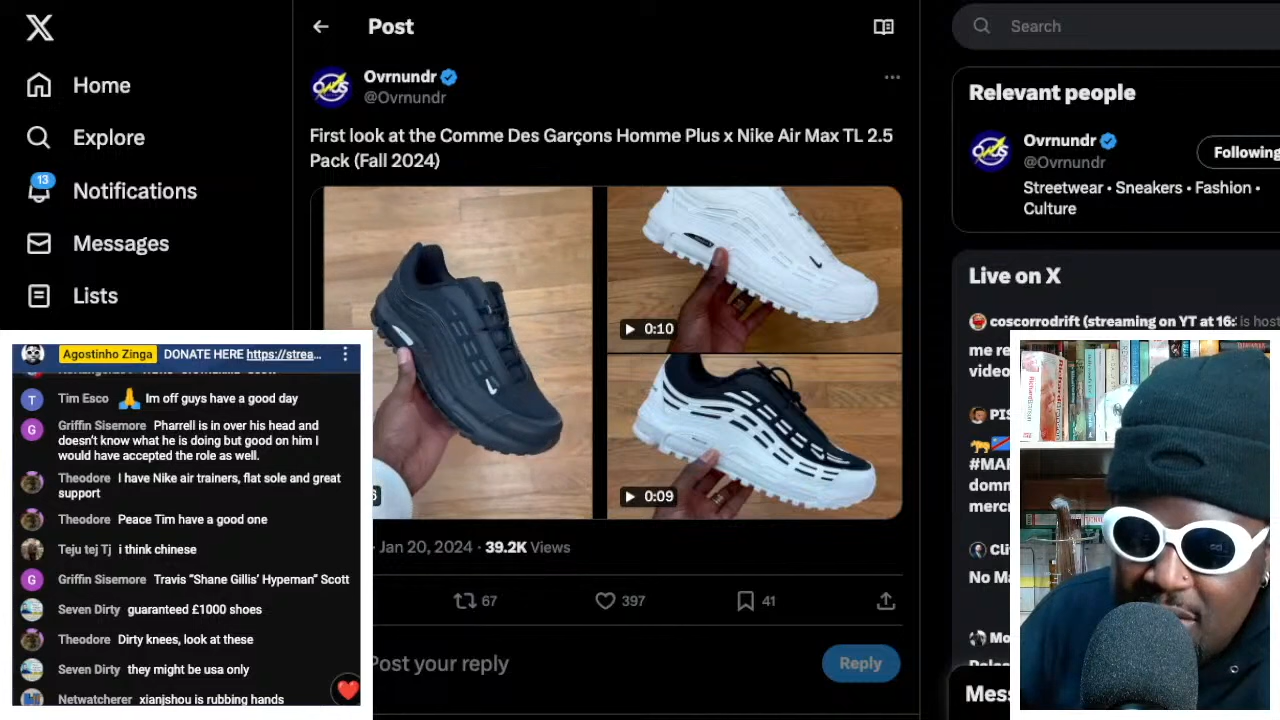 Home
Explore
13
Notifications
Messages
Lists
Post
Ovrnundr
@Ovrnundr
First look at the Comme Des Garçons Homme Plus x Nike Air Max TL 2.5
Pack (Fall 2024)
0:10
0:09
Jan 20, 2024 · 39.2K Views
67
397
41
Post your reply
Reply
Search
Relevant people
Ovrnundr
Following
@Ovrnundr
Streetwear • Sneakers • Fashion •
Culture
Live on X
coscorrodrift (streaming on YT at 16: is host
me re
video
#MAI
domn
merc
No Ma
Mess
Agostinho Zinga DONATE HERE https://strea...
Tim Esco 🙏 Im off guys have a good day
Griffin Sisemore Pharrell is in over his head and
doesn't know what he is doing but good on him I
would have accepted the role as well.
Theodore I have Nike air trainers, flat sole and great
support
Theodore Peace Tim have a good one
Teju tej Tj i think chinese
Griffin Sisemore Travis "Shane Gillis' Hypeman" Scott
Seven Dirty guaranteed £1000 shoes
Theodore Dirty knees, look at these
Seven Dirty they might be usa only
Netwatcherer xianjshou is rubbing hands